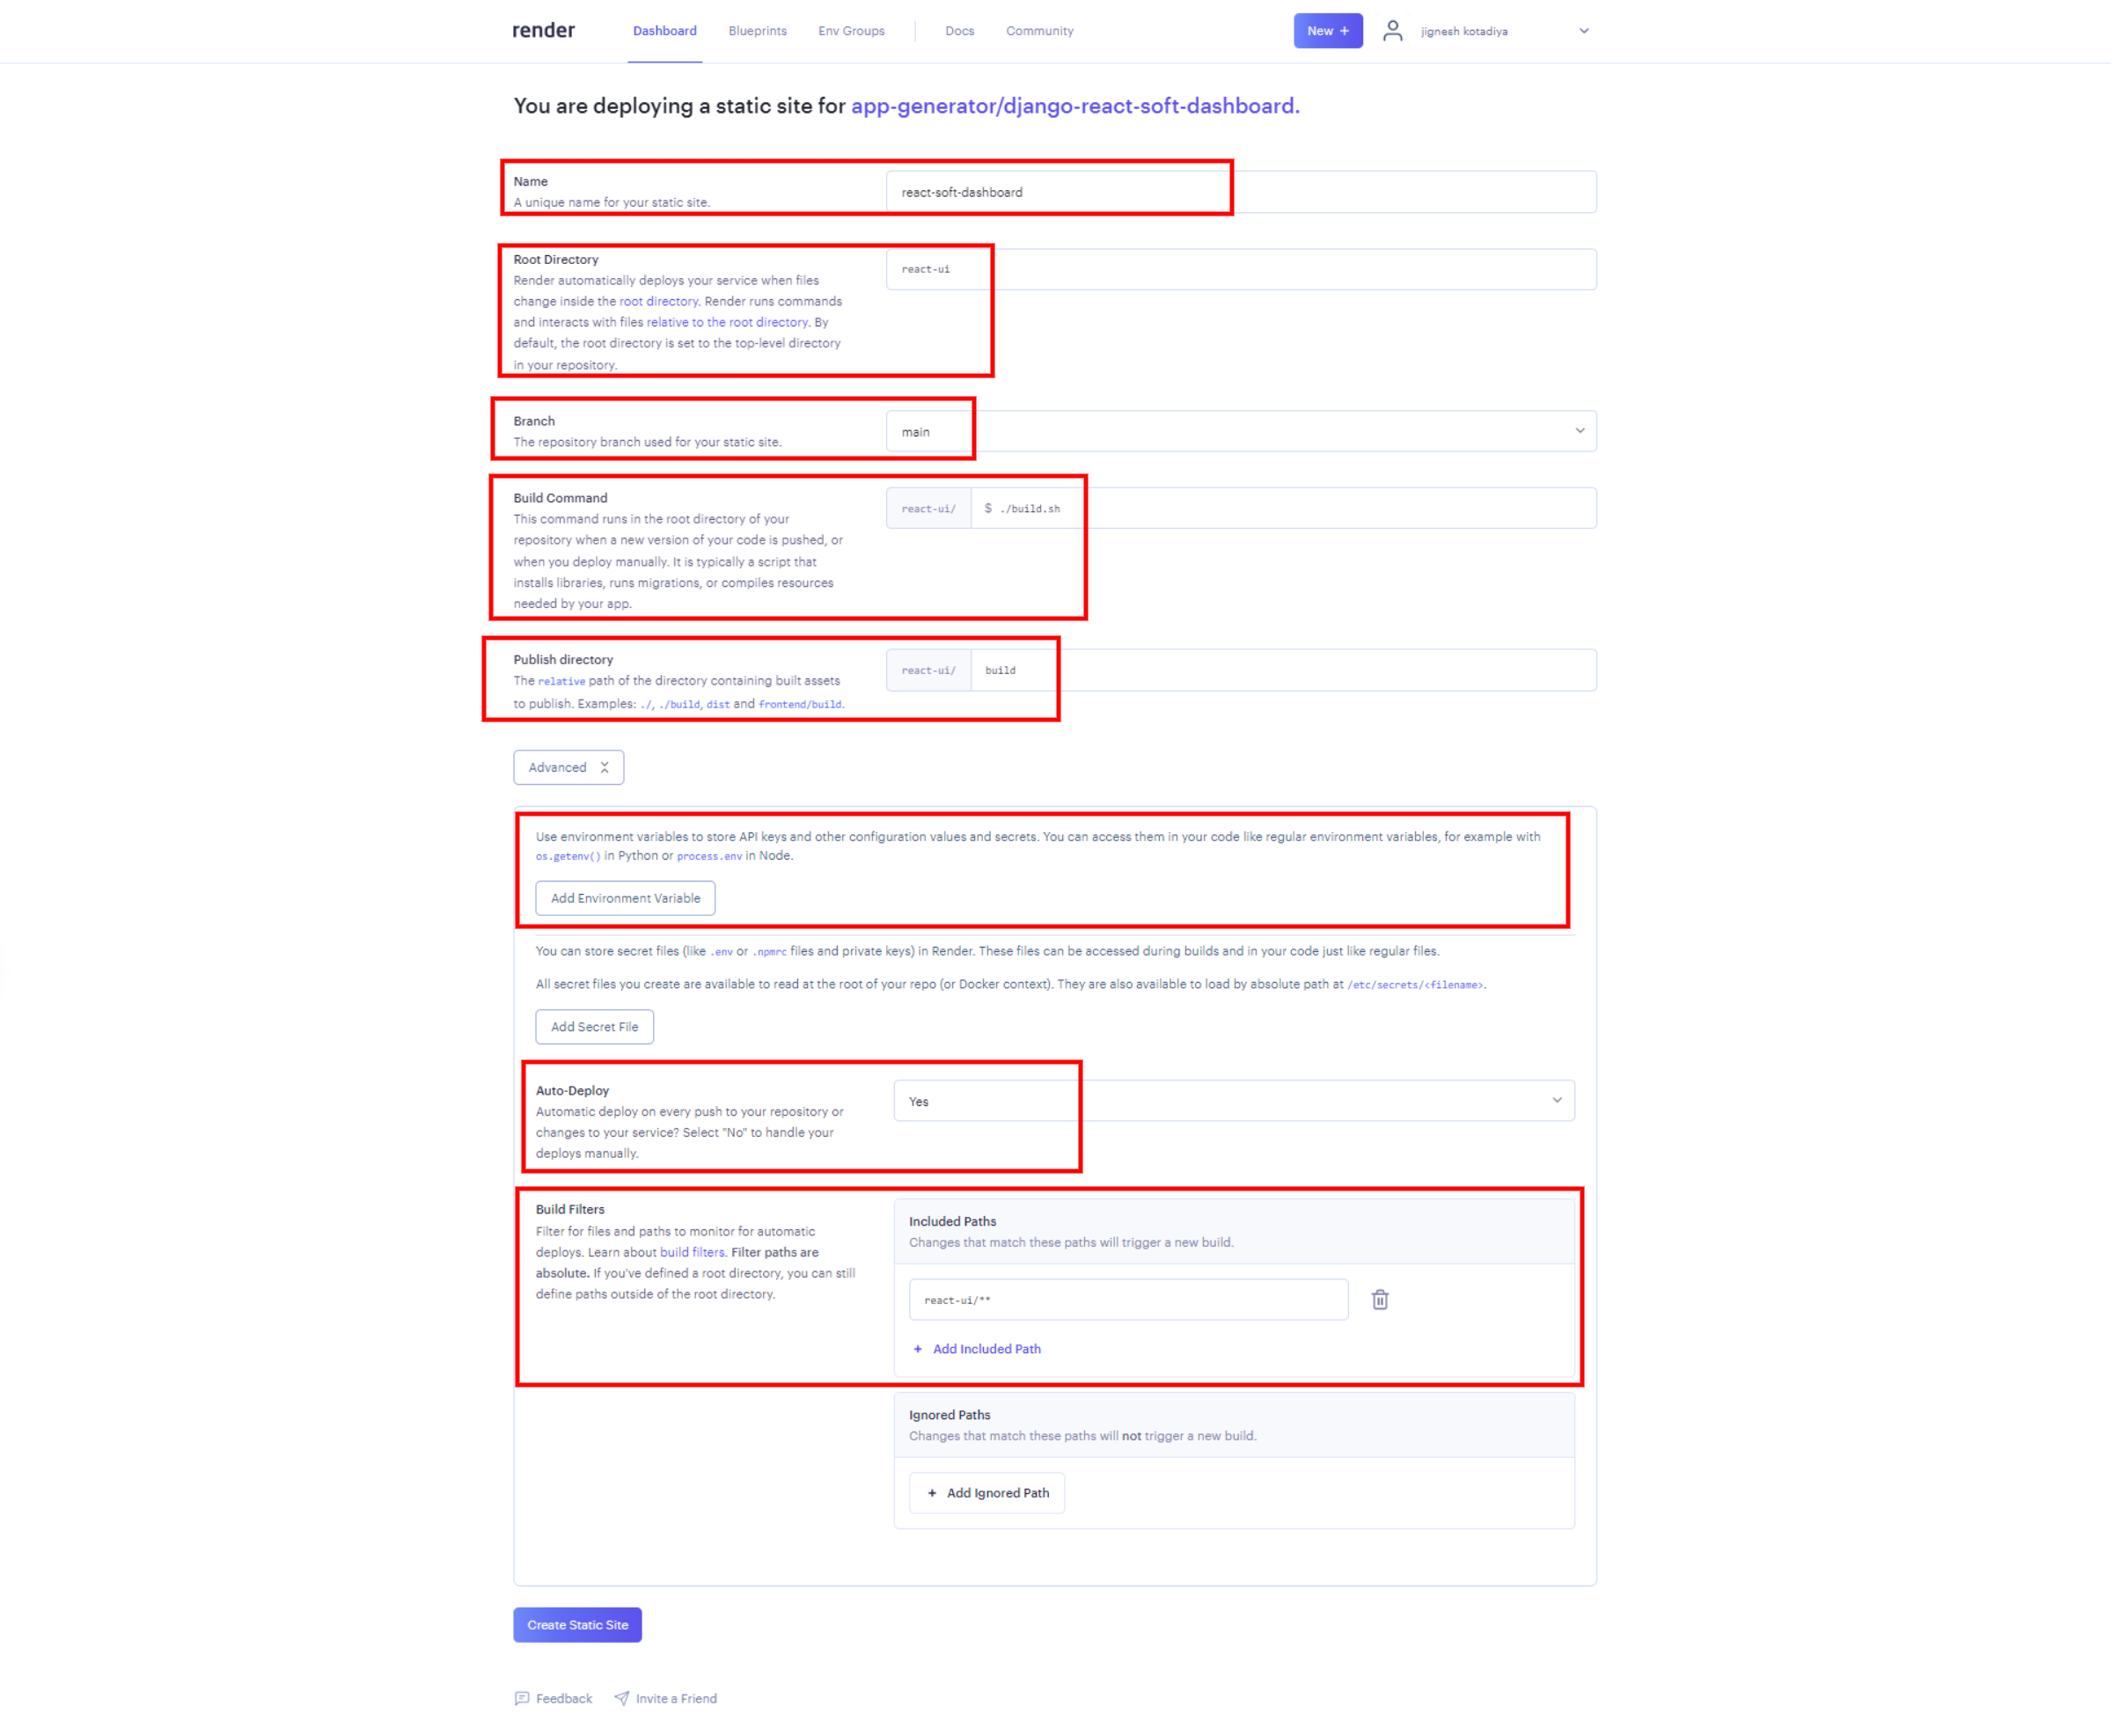 render Dashboard Blueprints Env Groups Docs Community New + jignesh kotadiya
You are deploying a static site for app-generator/django-react-soft-dashboard.
Name
A unique name for your static site.
react-soft-dashboard
Root Directory
Render automatically deploys your service when files
change inside the root directory. Render runs commands
and interacts with files relative to the root directory. By
default, the root directory is set to the top-level directory
in your repository.
react-ui
Branch
The repository branch used for your static site.
main
Build Command
This command runs in the root directory of your
repository when a new version of your code is pushed, or
when you deploy manually. It is typically a script that
installs libraries, runs migrations, or compiles resources
needed by your app.
react-ui/ $ ./build.sh
Publish directory
The relative path of the directory containing built assets
to publish. Examples: ./, ./build, dist and frontend/build.
react-ui/ build
Advanced
Use environment variables to store API keys and other configuration values and secrets. You can access them in your code like regular environment variables, for example with
os.getenv() in Python or process.env in Node.
Add Environment Variable
You can store secret files (like .env or .npmrc files and private keys) in Render. These files can be accessed during builds and in your code just like regular files.
All secret files you create are available to read at the root of your repo (or Docker context). They are also available to load by absolute path at /etc/secrets/<filename>.
Add Secret File
Auto-Deploy
Automatic deploy on every push to your repository or
changes to your service? Select "No" to handle your
deploys manually.
Yes
Build Filters
Filter for files and paths to monitor for automatic
deploys. Learn about build filters. Filter paths are
absolute. If you've defined a root directory, you can still
define paths outside of the root directory.
Included Paths
Changes that match these paths will trigger a new build.
react-ui/**
+ Add Included Path
Ignored Paths
Changes that match these paths will not trigger a new build.
+ Add Ignored Path
Create Static Site
Feedback Invite a Friend